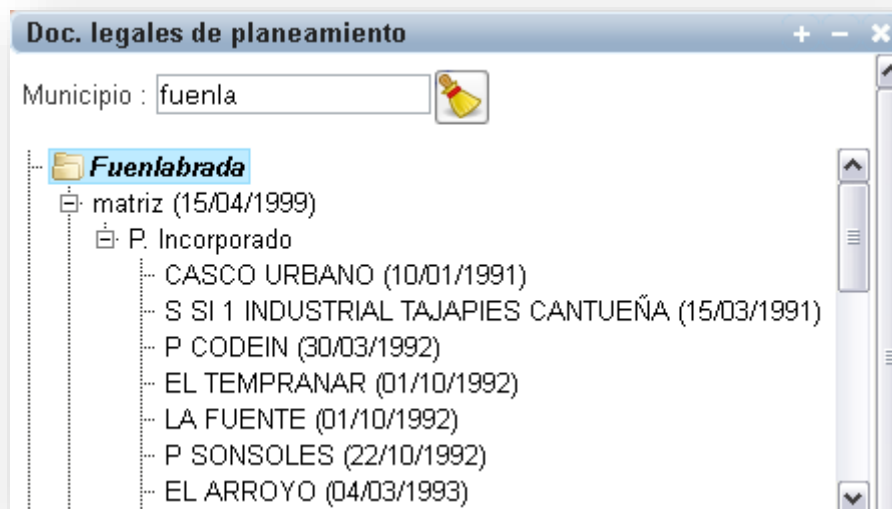 Doc. legales de planeamiento
Municipio : fuenla
Fuenlabrada
matriz (15/04/1999)
P. Incorporado
CASCO URBANO (10/01/1991)
S SI 1 INDUSTRIAL TAJAPIES CANTUEÑA (15/03/1991)
P CODEIN (30/03/1992)
EL TEMPRANAR (01/10/1992)
LA FUENTE (01/10/1992)
P SONSOLES (22/10/1992)
EL ARROYO (04/03/1993)